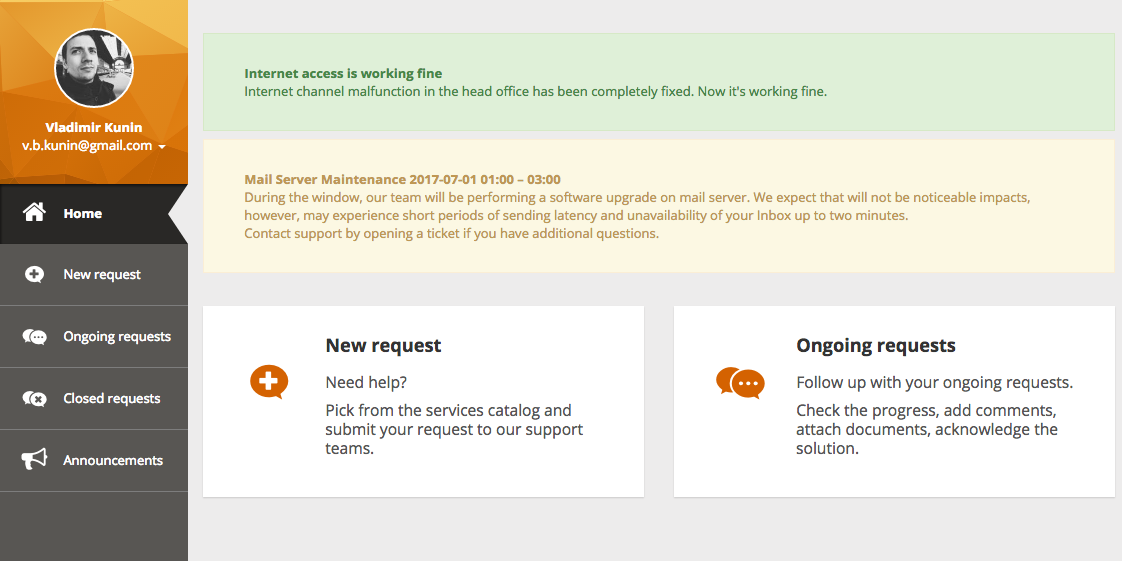 Vladimir Kunin
v.b.kunin@gmail.com
Home
New request
Ongoing requests
Closed requests
Announcements
Internet access is working fine
Internet channel malfunction in the head office has been completely fixed. Now it's working fine.
Mail Server Maintenance 2017-07-01 01:00 – 03:00
During the window, our team will be performing a software upgrade on mail server. We expect that will not be noticeable impacts,
however, may experience short periods of sending latency and unavailability of your Inbox up to two minutes.
Contact support by opening a ticket if you have additional questions.
New request
Need help?
Pick from the services catalog and
submit your request to our support
teams.
Ongoing requests
Follow up with your ongoing requests.
Check the progress, add comments,
attach documents, acknowledge the
solution.